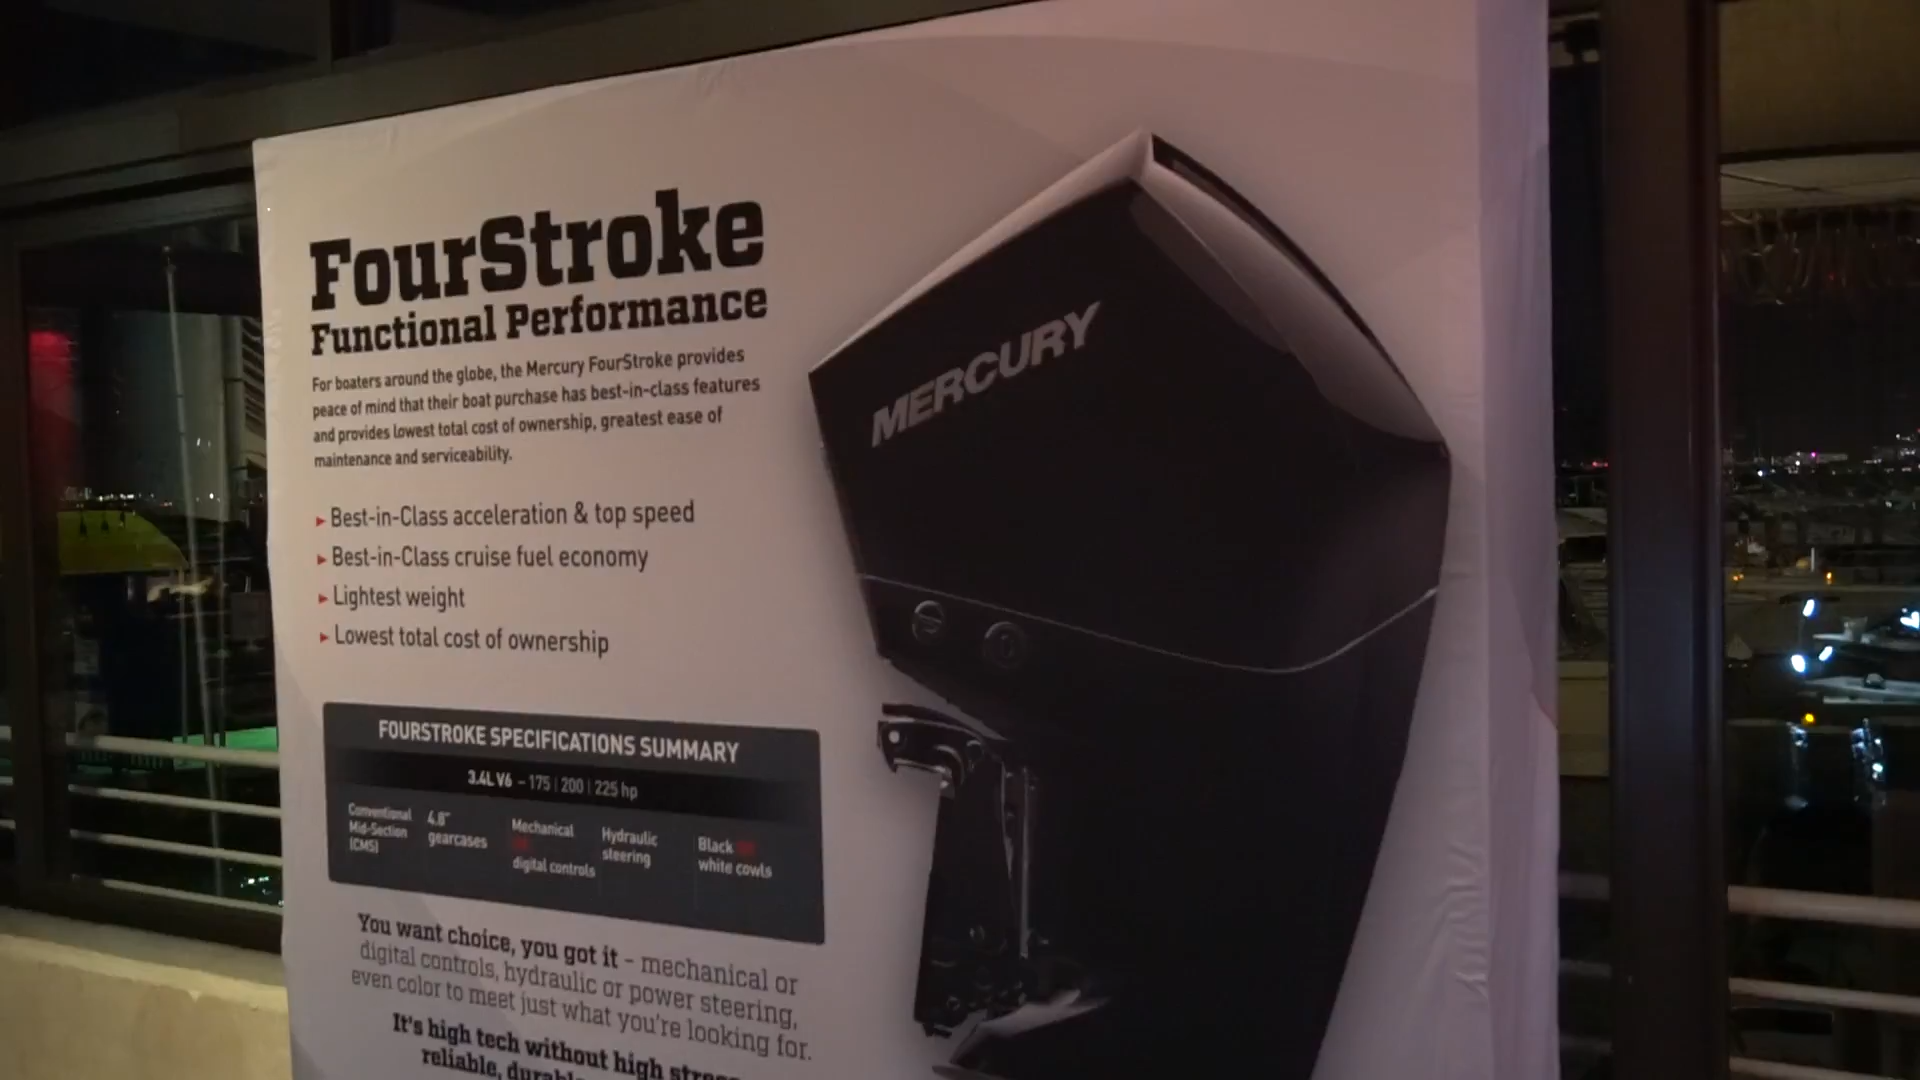 FourStroke
Functional Performance
For boaters around the globe, the Mercury FourStroke provides
peace of mind that their boat purchase has best-in-class features
and provides lowest total cost of ownership, greatest ease of
maintenance and serviceability.
▸ Best-in-Class acceleration & top speed
▸ Best-in-Class cruise fuel economy
▸ Lightest weight
▸ Lowest total cost of ownership
MERCURY
FOURSTROKE SPECIFICATIONS SUMMARY
3.4L V6 – 175 | 200 | 225 hp
Conventional
Mid-Section
(CMS)
4.8"
gearcases
Mechanical
digital controls
Hydraulic
steering
Black
white cowls
You want choice, you got it – mechanical or
digital controls, hydraulic or power steering,
even color to meet just what you're looking for.
It's high tech without high
reliable,